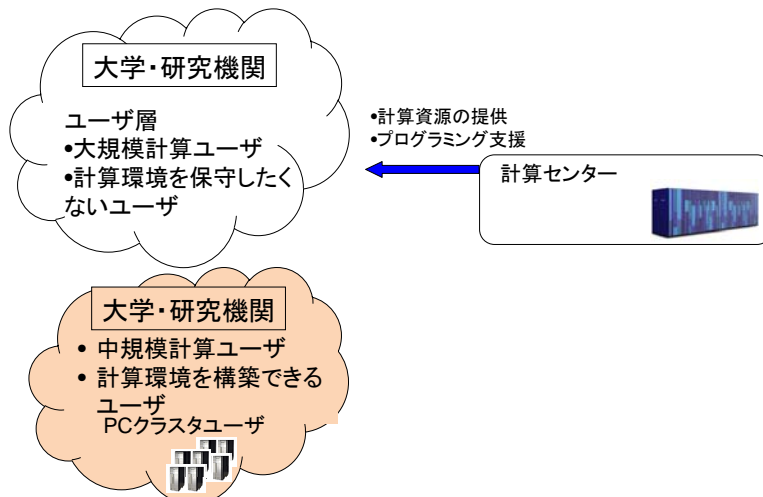 大学・研究機関
ユーザ層
•大規模計算ユーザ
•計算環境を保守したく
ないユーザ
•計算資源の提供
•プログラミング支援
計算センター
大学・研究機関
• 中規模計算ユーザ
• 計算環境を構築できる
ユーザ
PCクラスタユーザ